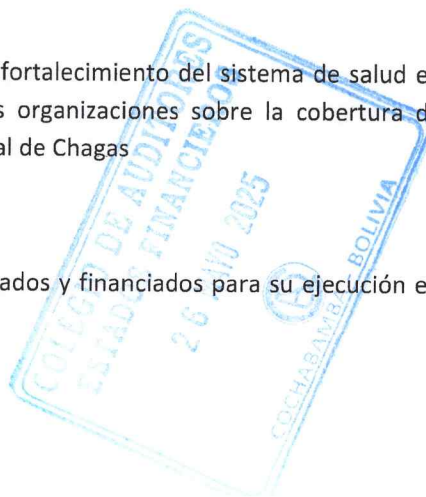 fortalecimiento del sistema de salud e
s organizaciones sobre la cobertura d
al de Chagas
ados y financiados para su ejecución e
COLEGIO DE AUDITORES
ESTADOS FINANCIEROS
26 MAYO 2025
COCHABAMBA - BOLIVIA